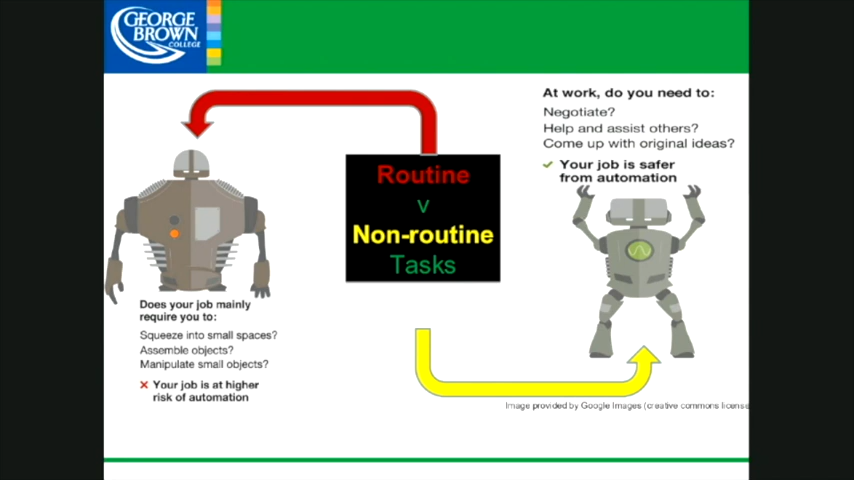 GEORGE
BROWN
COLLEGE
At work, do you need to:
Negotiate?
Help and assist others?
Come up with original ideas?
Your job is safer
from automation
Routine
v
Non-routine
Tasks
Does your job mainly
require you to:
Squeeze into small spaces?
Assemble objects?
Manipulate small objects?
Your job is at higher
risk of automation
Image provided by Google Images (creative commons license